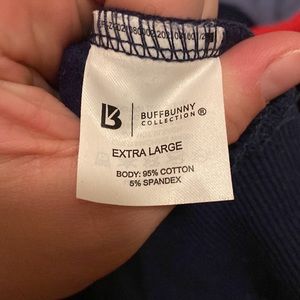 BUFFBUNNY
COLLECTION®
EXTRA LARGE
BODY: 95% COTTON
5% SPANDEX